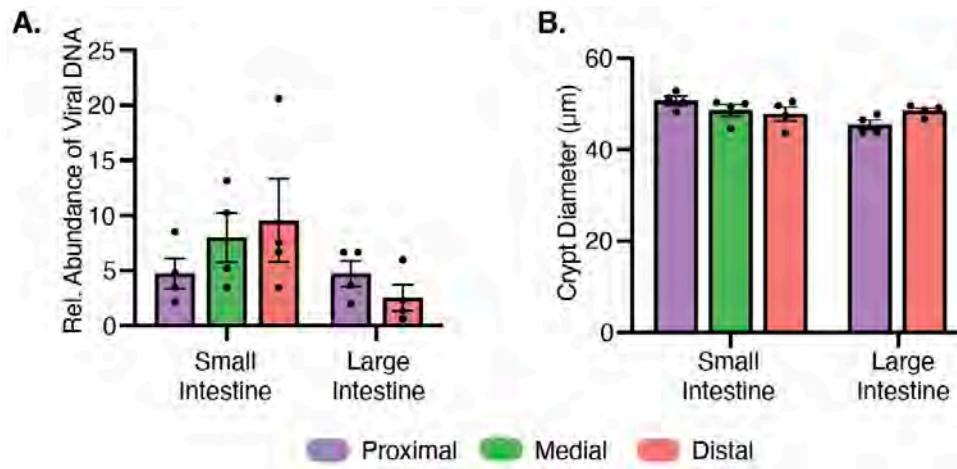 A.
Rel. Abundance of Viral DNA
25
20
15
10
5
0
Small
Intestine
Large
Intestine
B.
Crypt Diameter (μm)
60
40
20
0
Small
Intestine
Large
Intestine
Proximal Medial Distal